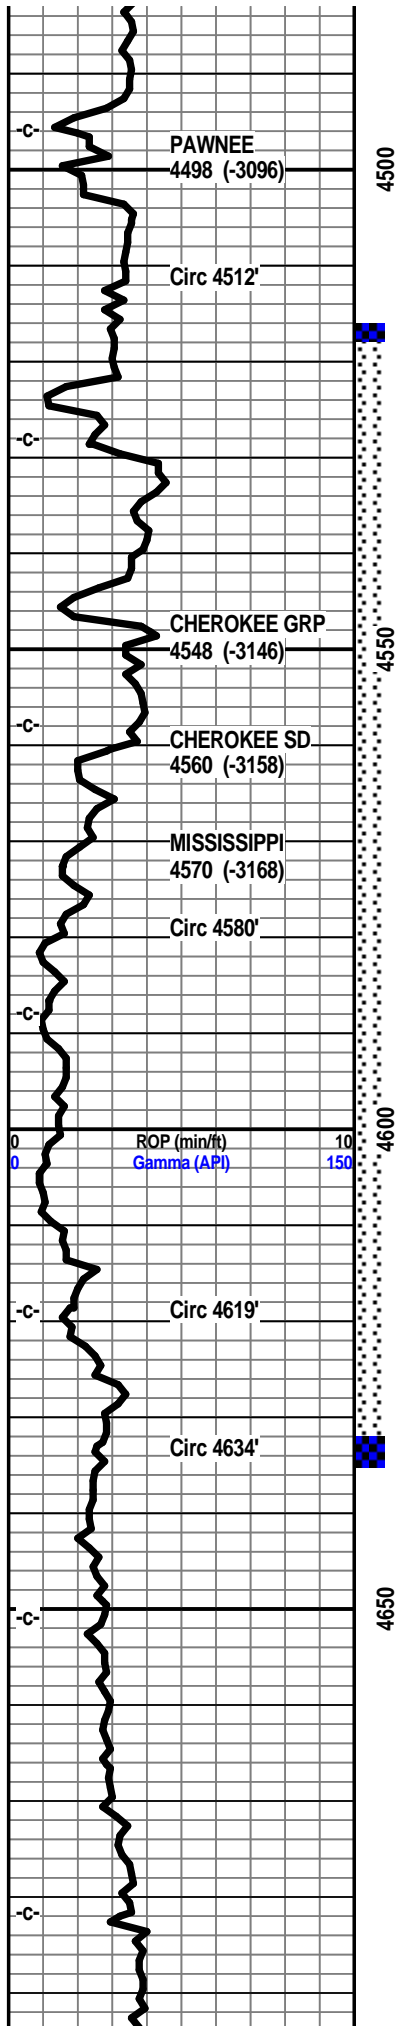 -c-
PAWNEE
4498 (-3096)
4500
Circ 4512'
-c-
CHEROKEE GRP
4548 (-3146)
4550
-c-
CHEROKEE SD
4560 (-3158)
MISSISSIPPI
4570 (-3168)
Circ 4580'
-c-
4600
0 ROP (min/ft) 10
0 Gamma (API) 150
-c- Circ 4619'
Circ 4634'
4650
-c-
-c-